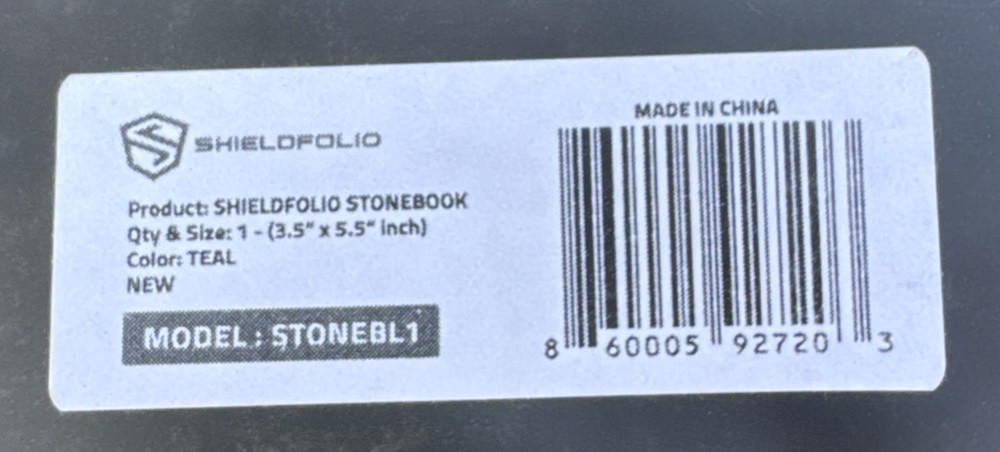 SHIELDFOLIO
Product: SHIELDFOLIO STONEBOOK
Qty & Size: 1 - (3.5" x 5.5" inch)
Color: TEAL
NEW
MODEL : STONEBL1
MADE IN CHINA
8 60005 92720 3